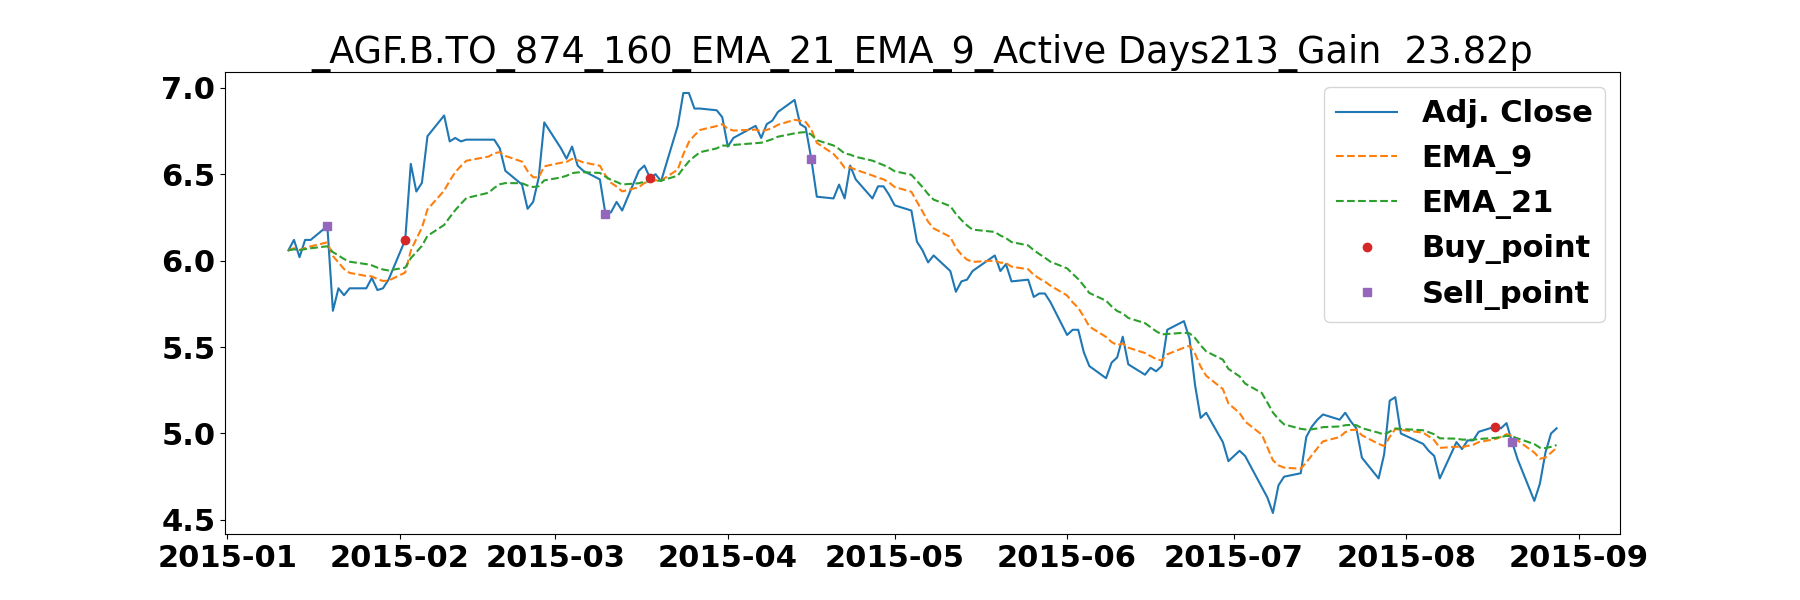 _AGF.B.TO_874_160_EMA_21_EMA_9_Active Days213_Gain  23.82p
7.0
6.5
6.0
5.5
5.0
4.5
Adj. Close
EMA_9
EMA_21
Buy_point
Sell_point
2015-01 2015-02 2015-03 2015-04 2015-05 2015-06 2015-07 2015-08 2015-09